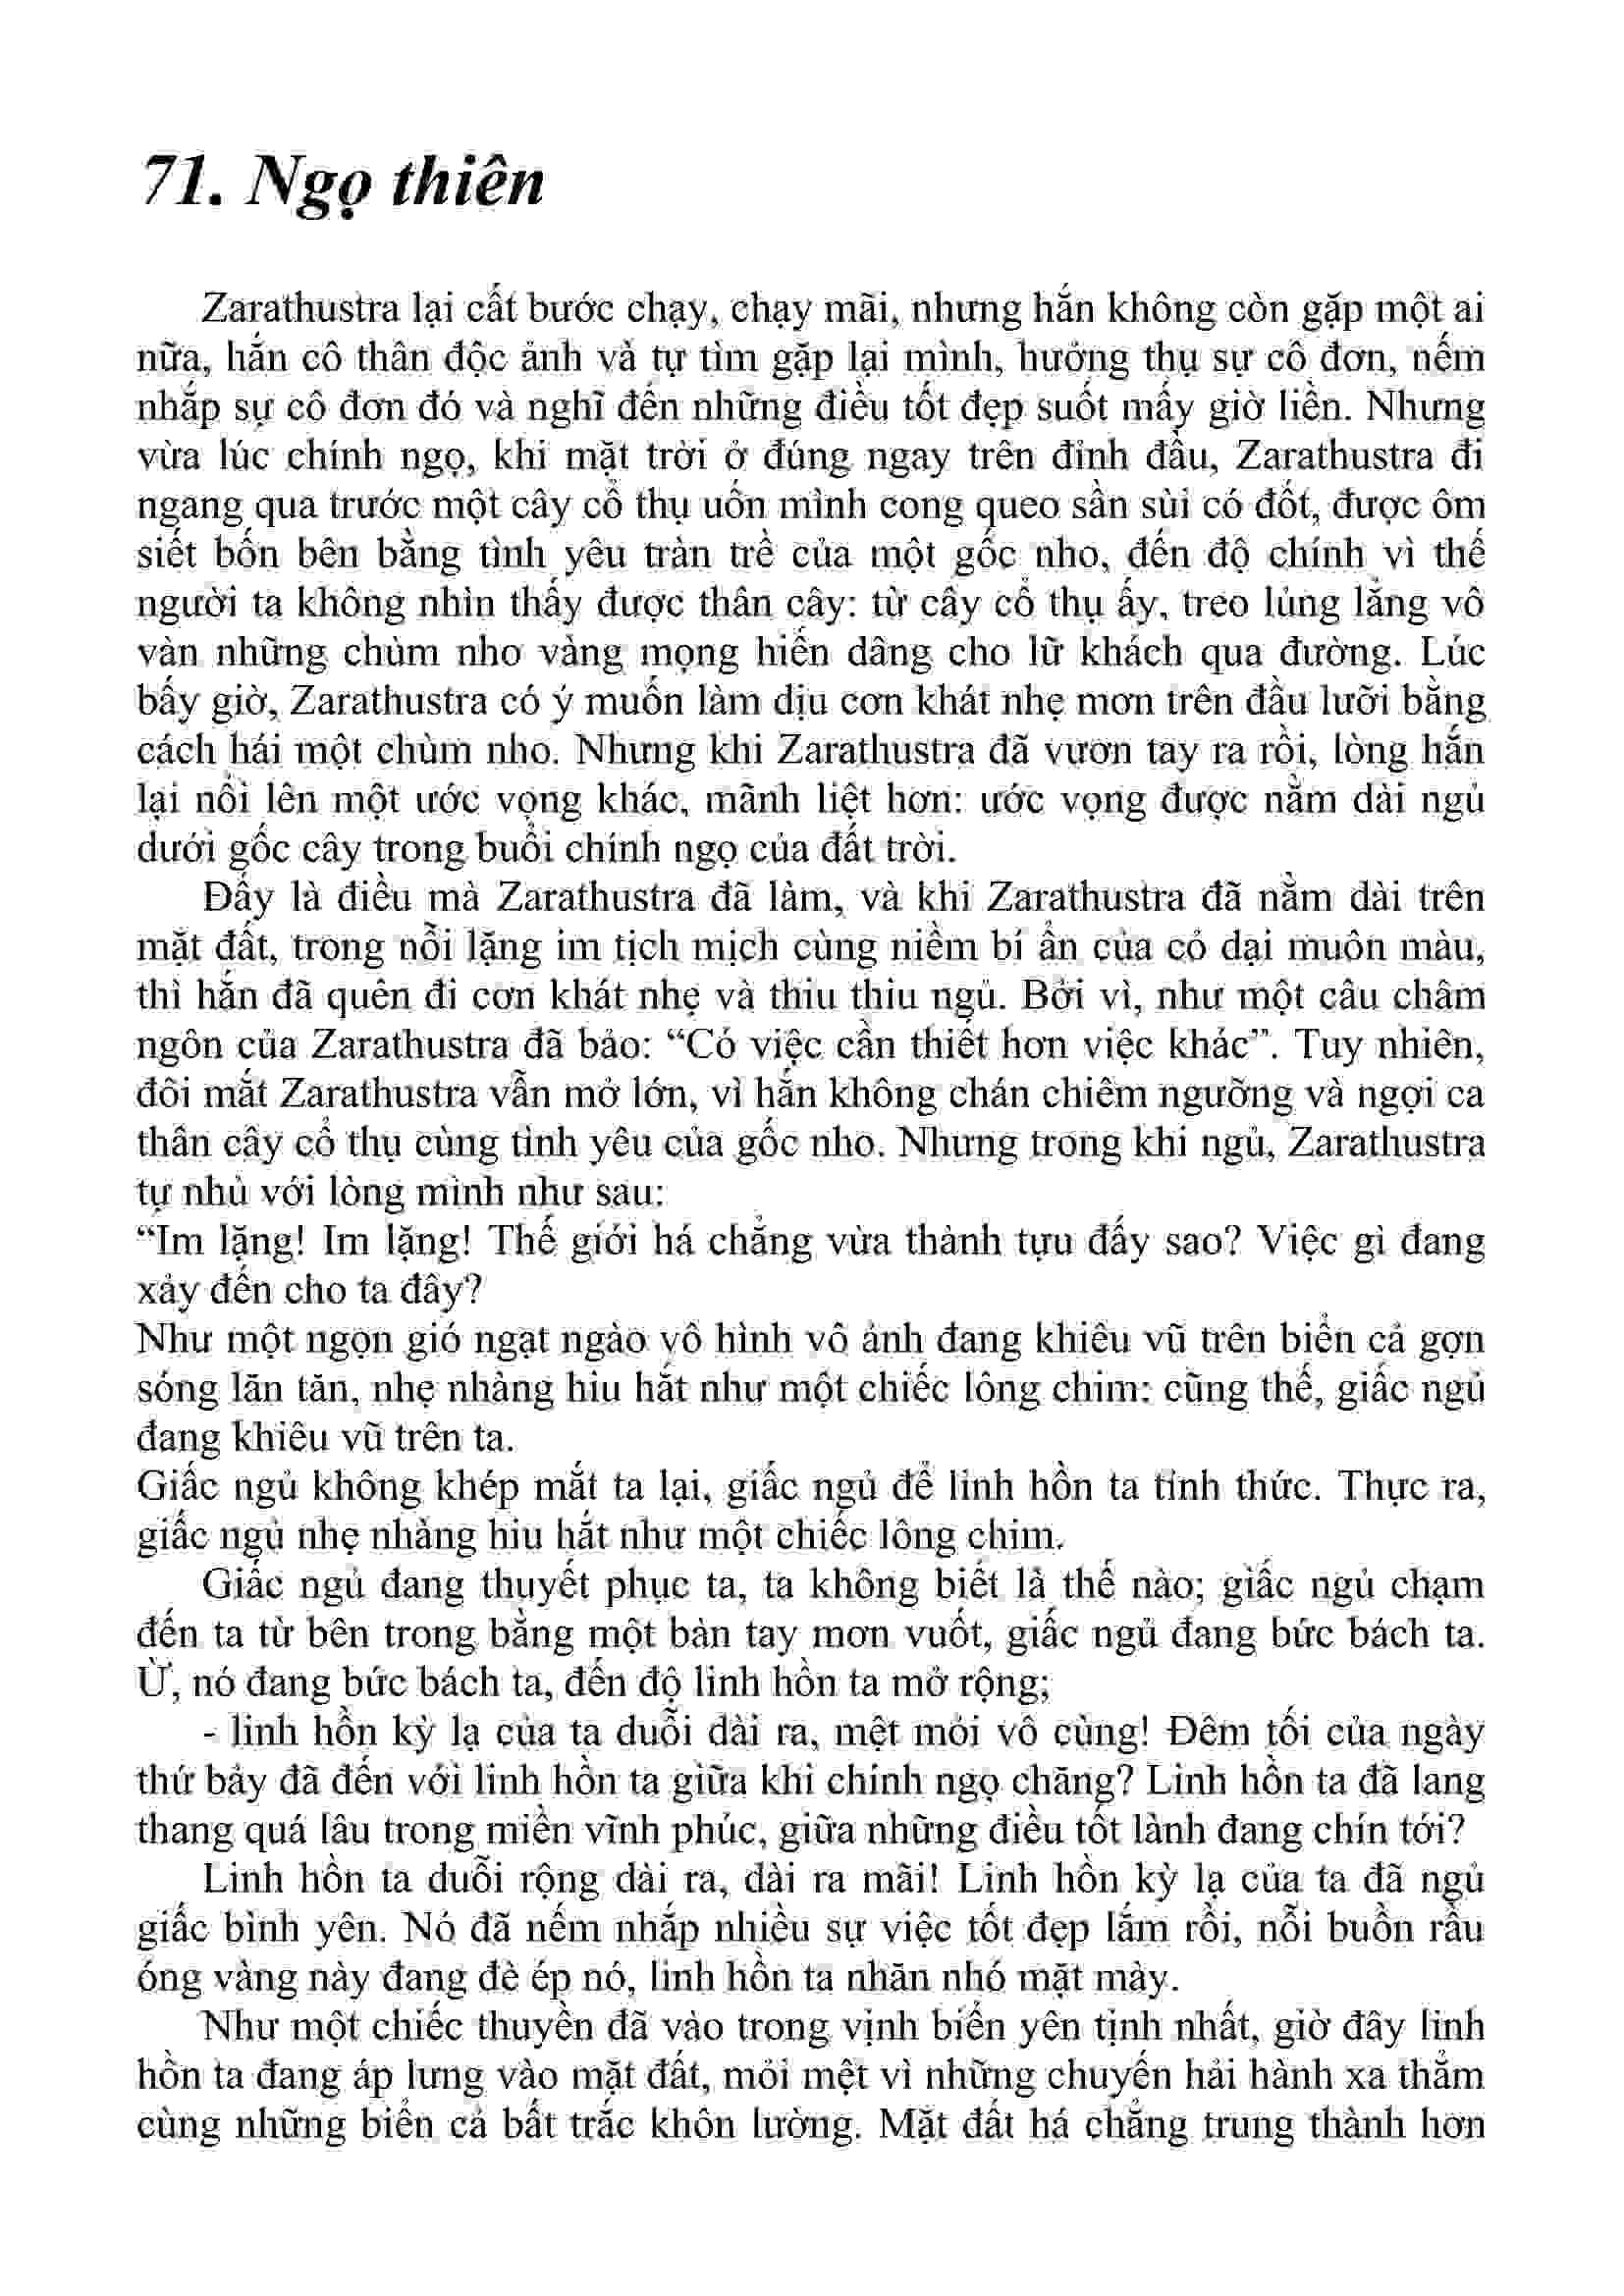 71. Ngọ thiên
Zarathustra lại cất bước chạy, chạy mãi, nhưng hắn không còn gặp một ai
nữa, hắn cô thân độc ảnh và tự tìm gặp lại mình, hưởng thụ sự cô đơn, nếm
nhắp sự cô đơn đó và nghĩ đến những điều tốt đẹp suốt mấy giờ liền. Nhưng
vừa lúc chính ngọ, khi mặt trời ở đúng ngay trên đỉnh đầu, Zarathustra đi
ngang qua trước một cây cổ thụ uốn mình cong queo sần sùi có đốt, được ôm
siết bốn bên bằng tình yêu tràn trề của một gốc nho, đến độ chính vì thế
người ta không nhìn thấy được thân cây: từ cây cổ thụ ấy, treo lủng lẳng vô
vàn những chùm nho vàng mọng hiến dâng cho lữ khách qua đường. Lúc
bấy giờ, Zarathustra có ý muốn làm dịu cơn khát nhẹ mơn trên đầu lưỡi bằng
cách hái một chùm nho. Nhưng khi Zarathustra đã vươn tay ra rồi, lòng hắn
lại nổi lên một ước vọng khác, mãnh liệt hơn: ước vọng được nằm dài ngủ
dưới gốc cây trong buổi chính ngọ của đất trời.
Đấy là điều mà Zarathustra đã làm, và khi Zarathustra đã nằm dài trên
mặt đất, trong nỗi lặng im tịch mịch cùng niềm bí ẩn của cỏ dại muôn màu,
thì hắn đã quên đi cơn khát nhẹ và thiu thiu ngủ. Bởi vì, như một câu châm
ngôn của Zarathustra đã bảo: “Có việc cần thiết hơn việc khác”. Tuy nhiên,
đôi mắt Zarathustra vẫn mở lớn, vì hắn không chán chiêm ngưỡng và ngợi ca
thân cây cổ thụ cùng tình yêu của gốc nho. Nhưng trong khi ngủ, Zarathustra
tự nhủ với lòng mình như sau:
“Im lặng! Im lặng! Thế giới há chẳng vừa thành tựu đấy sao? Việc gì đang
xảy đến cho ta đây?
Như một ngọn gió ngạt ngào vô hình vô ảnh đang khiêu vũ trên biển cả gợn
sóng lăn tăn, nhẹ nhàng hiu hắt như một chiếc lông chim: cũng thế, giấc ngủ
đang khiêu vũ trên ta.
Giấc ngủ không khép mắt ta lại, giấc ngủ để linh hồn ta tỉnh thức. Thực ra,
giấc ngủ nhẹ nhàng hiu hắt như một chiếc lông chim.
Giấc ngủ đang thuyết phục ta, ta không biết là thế nào; giấc ngủ chạm
đến ta từ bên trong bằng một bàn tay mơn vuốt, giấc ngủ đang bức bách ta.
Ừ, nó đang bức bách ta, đến độ linh hồn ta mở rộng;
- linh hồn kỳ lạ của ta duỗi dài ra, mệt mỏi vô cùng! Đêm tối của ngày
thứ bảy đã đến với linh hồn ta giữa khi chính ngọ chăng? Linh hồn ta đã lang
thang quá lâu trong miền vĩnh phúc, giữa những điều tốt lành đang chín tới?
Linh hồn ta duỗi rộng dài ra, dài ra mãi! Linh hồn kỳ lạ của ta đã ngủ
giấc bình yên. Nó đã nếm nhắp nhiều sự việc tốt đẹp lắm rồi, nỗi buồn rầu
óng vàng này đang đè ép nó, linh hồn ta nhăn nhó mặt mày.
Như một chiếc thuyền đã vào trong vịnh biển yên tịnh nhất, giờ đây linh
hồn ta đang áp lưng vào mặt đất, mỏi mệt vì những chuyến hải hành xa thẳm
cùng những biển cả bất trắc khôn lường. Mặt đất há chẳng trung thành hơn